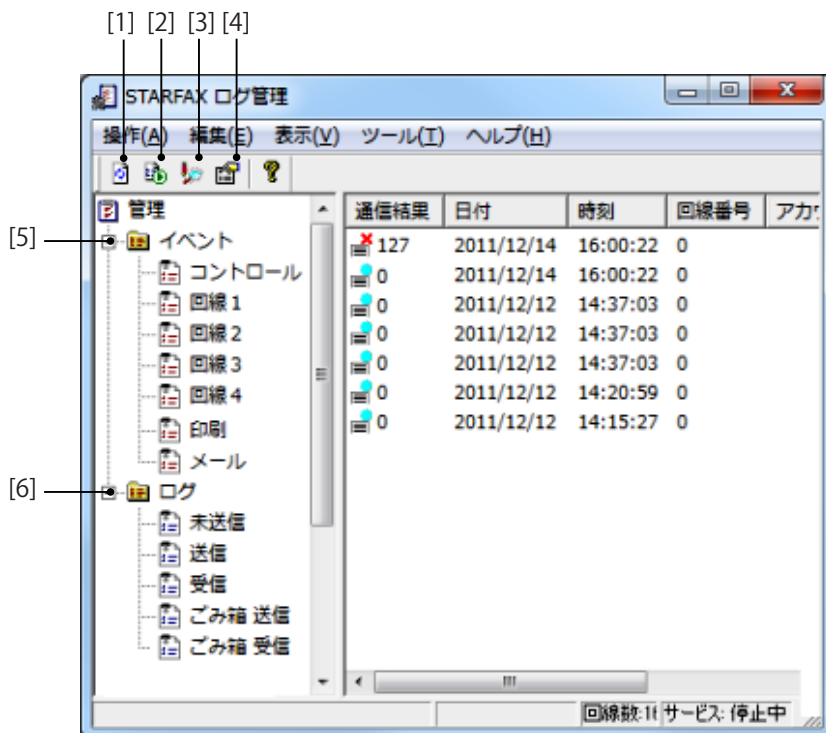 [1] [2] [3] [4]
STARFAX ログ管理
操作(A) 編集(E) 表示(V) ツール(T) ヘルプ(H)
管理
[5] イベント
コントロール
回線1
回線2
回線3
回線4
印刷
メール
[6] ログ
未送信
送信
受信
ごみ箱 送信
ごみ箱 受信
通信結果 日付 時刻 回線番号 アカウ
127 2011/12/14 16:00:22 0
0 2011/12/14 16:00:22 0
0 2011/12/12 14:37:03 0
0 2011/12/12 14:37:03 0
0 2011/12/12 14:37:03 0
0 2011/12/12 14:20:59 0
0 2011/12/12 14:15:27 0
回線数:16 サービス: 停止中